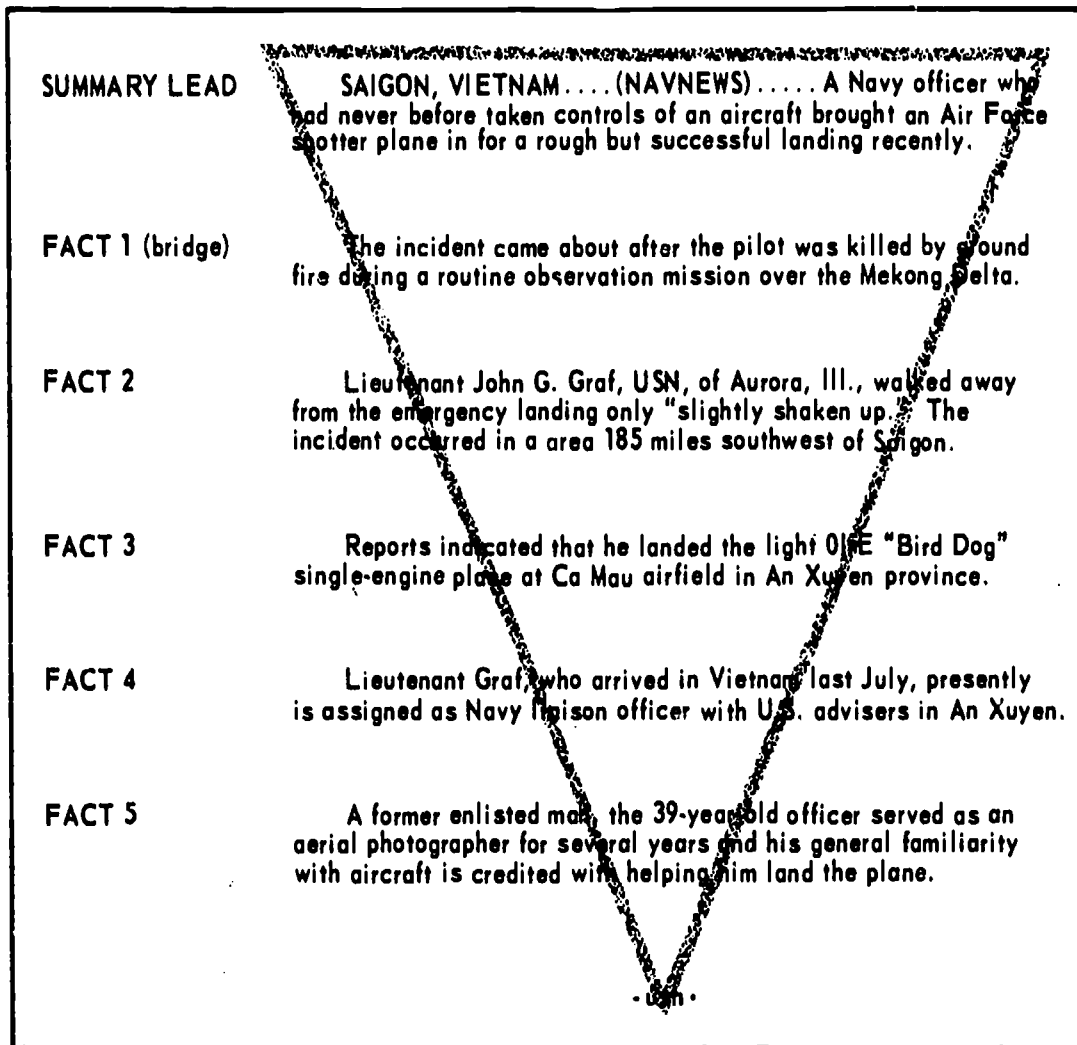 SUMMARY LEAD
SAIGON, VIETNAM....(NAVNEWS).....A Navy officer who
had never before taken controls of an aircraft brought an Air Force
spotter plane in for a rough but successful landing recently.
FACT 1 (bridge)
The incident came about after the pilot was killed by ground
fire during a routine observation mission over the Mekong Delta.
FACT 2
Lieutenant John G. Graf, USN, of Aurora, Ill., walked away
from the emergency landing only "slightly shaken up." The
incident occurred in a area 185 miles southwest of Saigon.
FACT 3
Reports indicated that he landed the light "Bird Dog"
single-engine plane at Ca Mau airfield in An Xuyen province.
FACT 4
Lieutenant Graf, who arrived in Vietnam last July, presently
is assigned as Navy liaison officer with U.S. advisers in An Xuyen.
FACT 5
A former enlisted man, the 39-year-old officer served as an
aerial photographer for several years and his general familiarity
with aircraft is credited with helping him land the plane.
- usn -